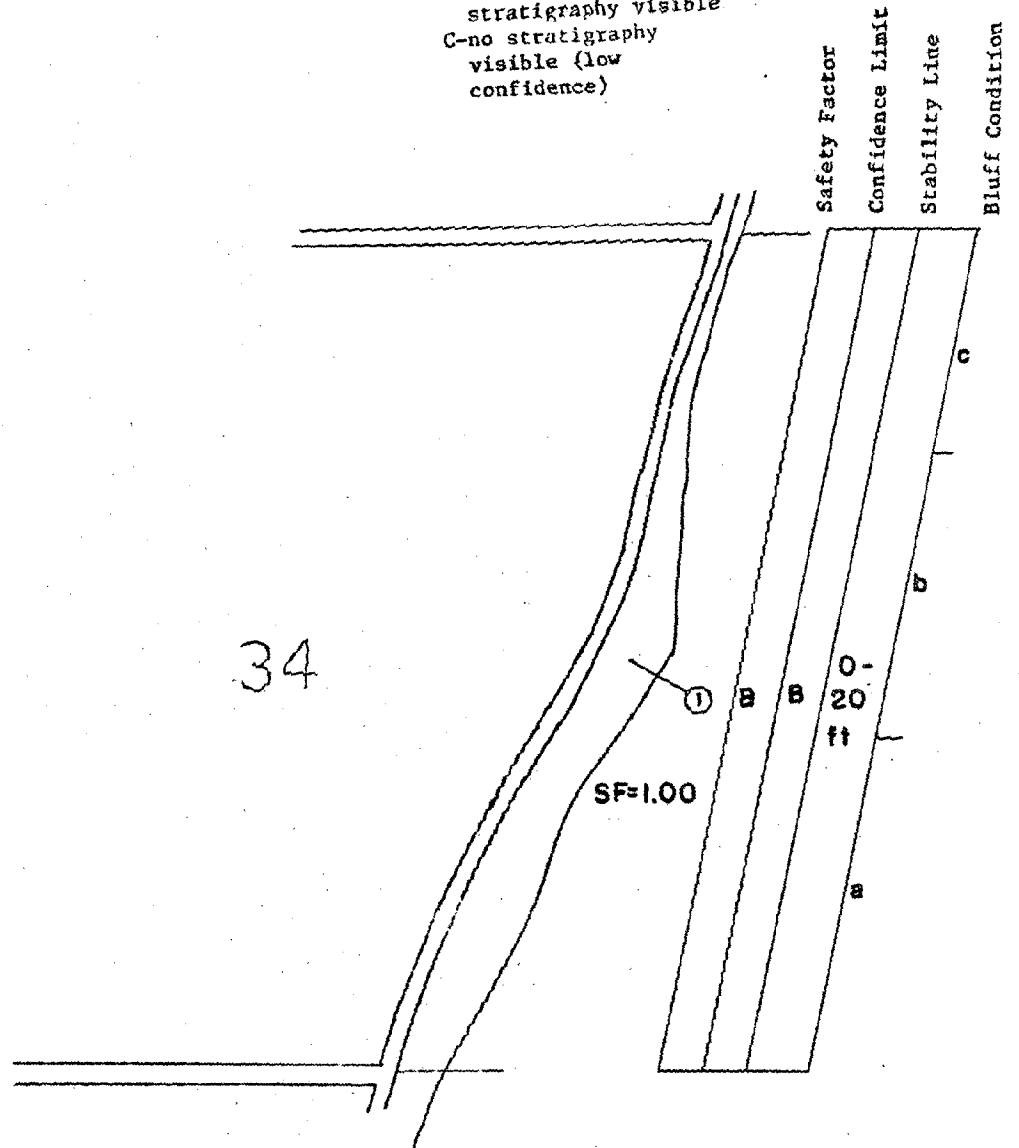 stratigraphy visible
C-no stratigraphy
visible (low
confidence)
Safety Factor
Confidence Limit
Stability Line
Bluff Condition
c
b
34
1
B
B
0-
20
ft
SF=1.00
a